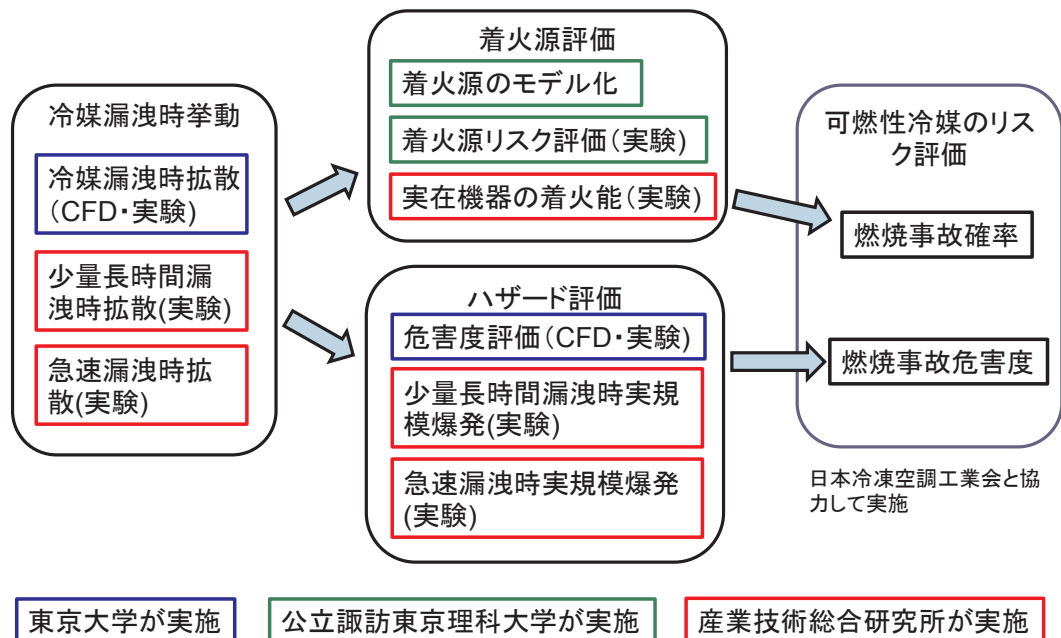 冷媒漏洩時挙動
冷媒漏洩時拡散
(CFD・実験)
少量長時間漏
洩時拡散(実験)
急速漏洩時拡
散(実験)
着火源評価
着火源のモデル化
着火源リスク評価(実験)
実在機器の着火能(実験)
ハザード評価
危害度評価(CFD・実験)
少量長時間漏洩時実規
模爆発(実験)
急速漏洩時実規模爆発
(実験)
可燃性冷媒のリス
ク評価
燃焼事故確率
燃焼事故危害度
日本冷凍空調工業会と協
力して実施
東京大学が実施
公立諏訪東京理科大学が実施
産業技術総合研究所が実施